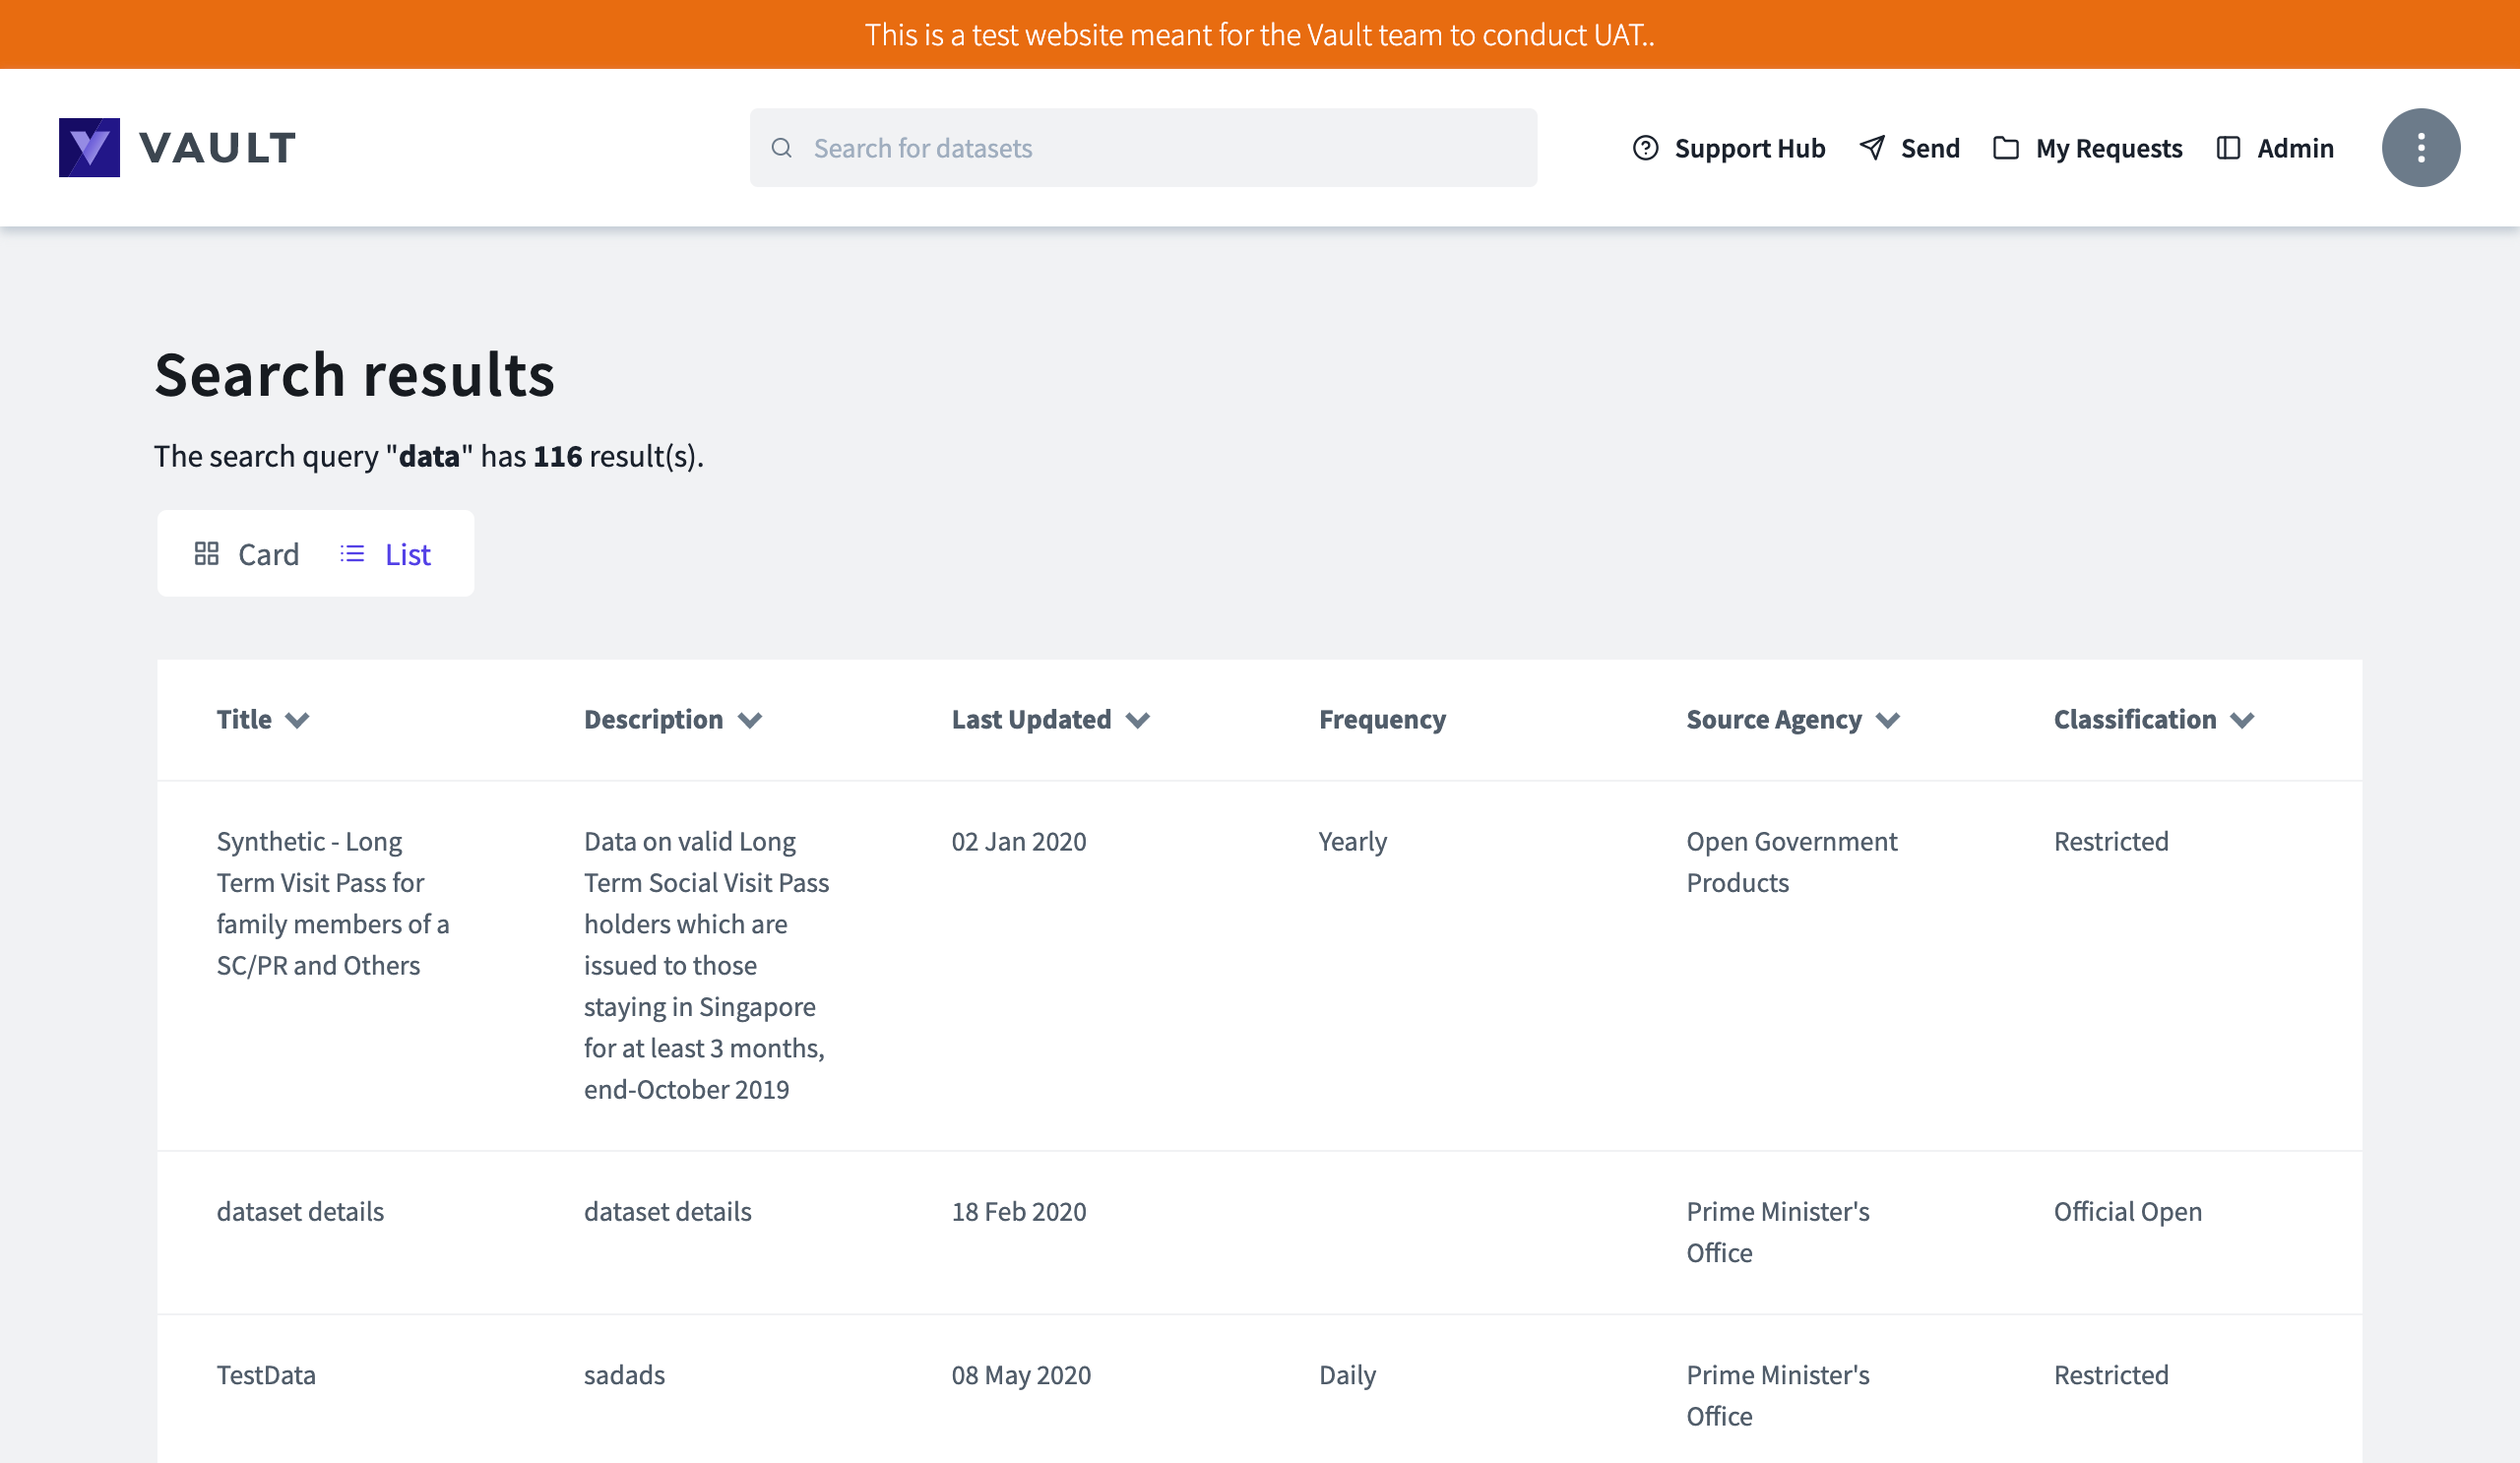 This is a test website meant for the Vault team to conduct UAT..
VAULT
Search for datasets
Support Hub
Send
My Requests
Admin
Search results
The search query "data" has 116 result(s).
Card
List
Title
Description
Last Updated
Frequency
Source Agency
Classification
Synthetic - Long
Term Visit Pass for
family members of a
SC/PR and Others
Data on valid Long
Term Social Visit Pass
holders which are
issued to those
staying in Singapore
for at least 3 months,
end-October 2019
02 Jan 2020
Yearly
Open Government
Products
Restricted
dataset details
dataset details
18 Feb 2020
Prime Minister's
Office
Official Open
TestData
sadads
08 May 2020
Daily
Prime Minister's
Office
Restricted